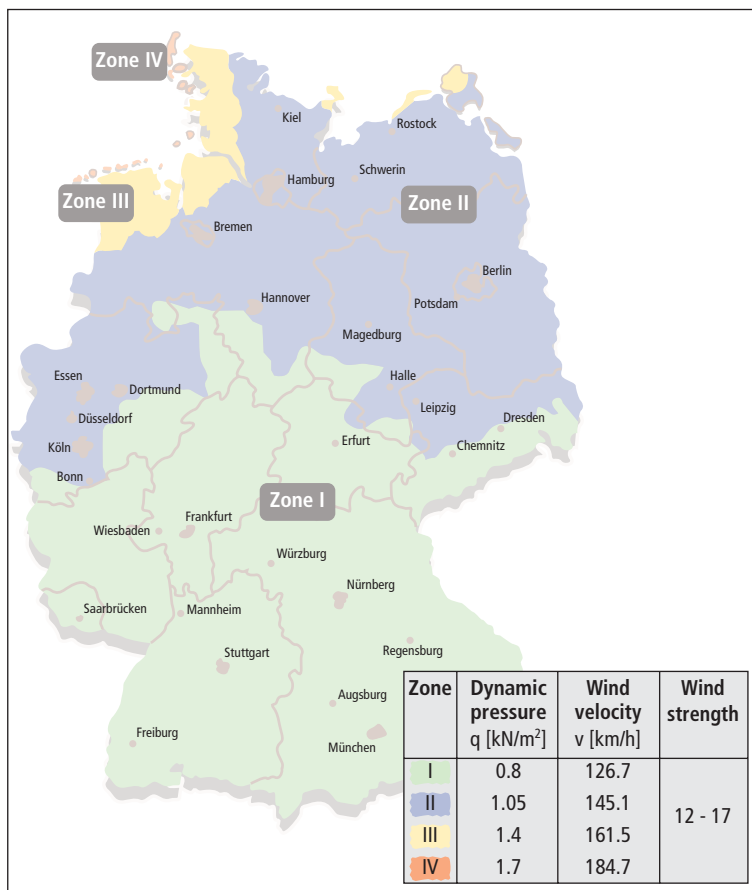 Zone IV
Kiel
Rostock
Schwerin
Hamburg
Zone III
Zone II
Bremen
Berlin
Hannover
Potsdam
Magedburg
Essen
Halle
Dortmund
Leipzig
Düsseldorf
Dresden
Erfurt
Köln
Chemnitz
Bonn
Zone I
Frankfurt
Wiesbaden
Würzburg
Nürnberg
Saarbrücken
Mannheim
Regensburg
Stuttgart
Augsburg
Freiburg
München
Zone Dynamic pressure q [kN/m²] Wind velocity v [km/h] Wind strength
I 0.8 126.7
II 1.05 145.1
12 - 17
III 1.4 161.5
IV 1.7 184.7